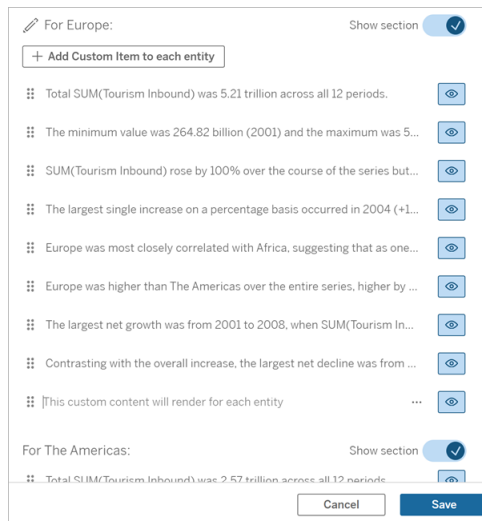 For Europe:
Show section
+ Add Custom Item to each entity
Total SUM(Tourism Inbound) was 5.21 trillion across all 12 periods.
The minimum value was 264.82 billion (2001) and the maximum was 5...
SUM(Tourism Inbound) rose by 100% over the course of the series but...
The largest single increase on a percentage basis occurred in 2004 (+1...
Europe was most closely correlated with Africa, suggesting that as one...
Europe was higher than The Americas over the entire series, higher by ...
The largest net growth was from 2001 to 2008, when SUM(Tourism In...
Contrasting with the overall increase, the largest net decline was from ...
This custom content will render for each entity
...
For The Americas:
Show section
Total SUM(Tourism Inbound) was 2.57 trillion across all 12 periods
Cancel
Save